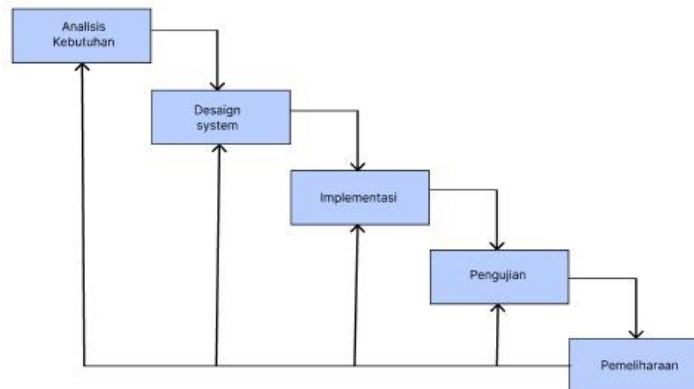 Analisis
Kebutuhan
Desaign
system
Implementasi
Pengujian
Pemeliharaan